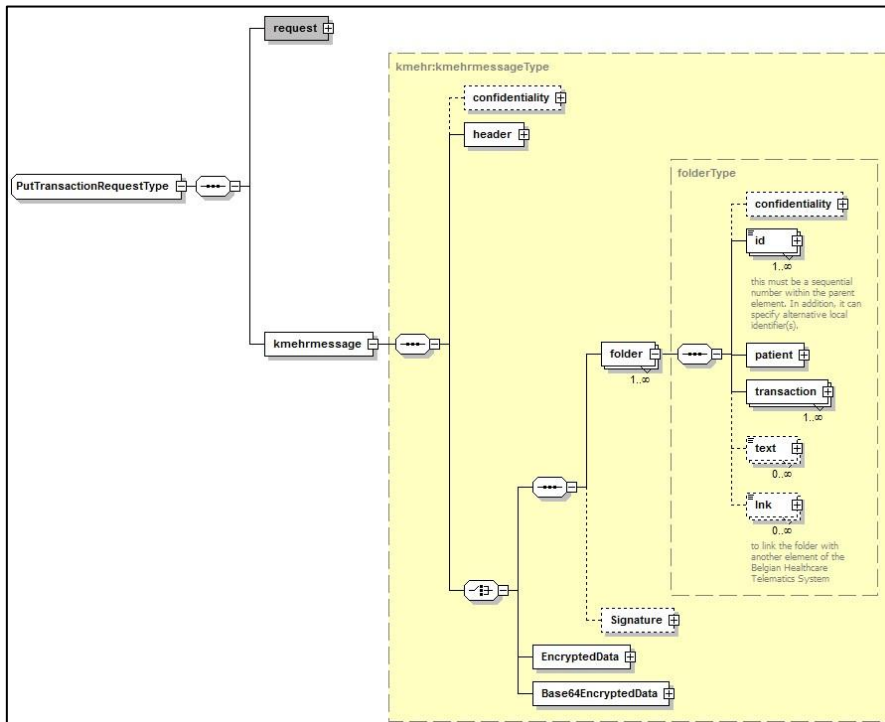 request
kmehr:kmehrmessageType
confidentiality
header
PutTransactionRequestType
folderType
confidentiality
id
1..∞
this must be a sequential
number within the parent
element. In addition, it can
specify alternative local
identifier(s).
kmehrmessage
folder
1..∞
patient
transaction
1..∞
text
0..∞
lnk
0..∞
to link the folder with
another element of the
Belgian Healthcare
Telematics System
Signature
EncryptedData
Base64EncryptedData